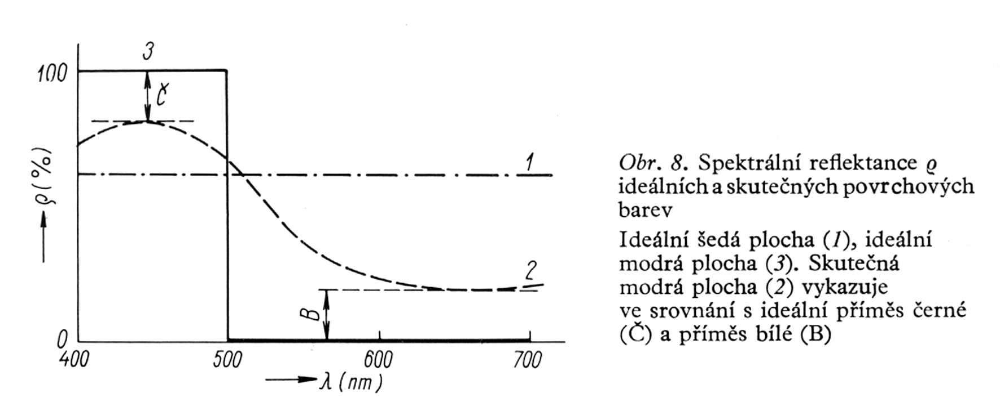 3
100
Č
ϱ (%)
1
2
B
0
400 500 600 700
λ (nm)
Obr. 8. Spektrální reflektance ϱ
ideálních a skutečných povrchových
barev
Ideální šedá plocha (1), ideální
modrá plocha (3). Skutečná
modrá plocha (2) vykazuje
ve srovnání s ideální příměs černé
(Č) a příměs bílé (B)